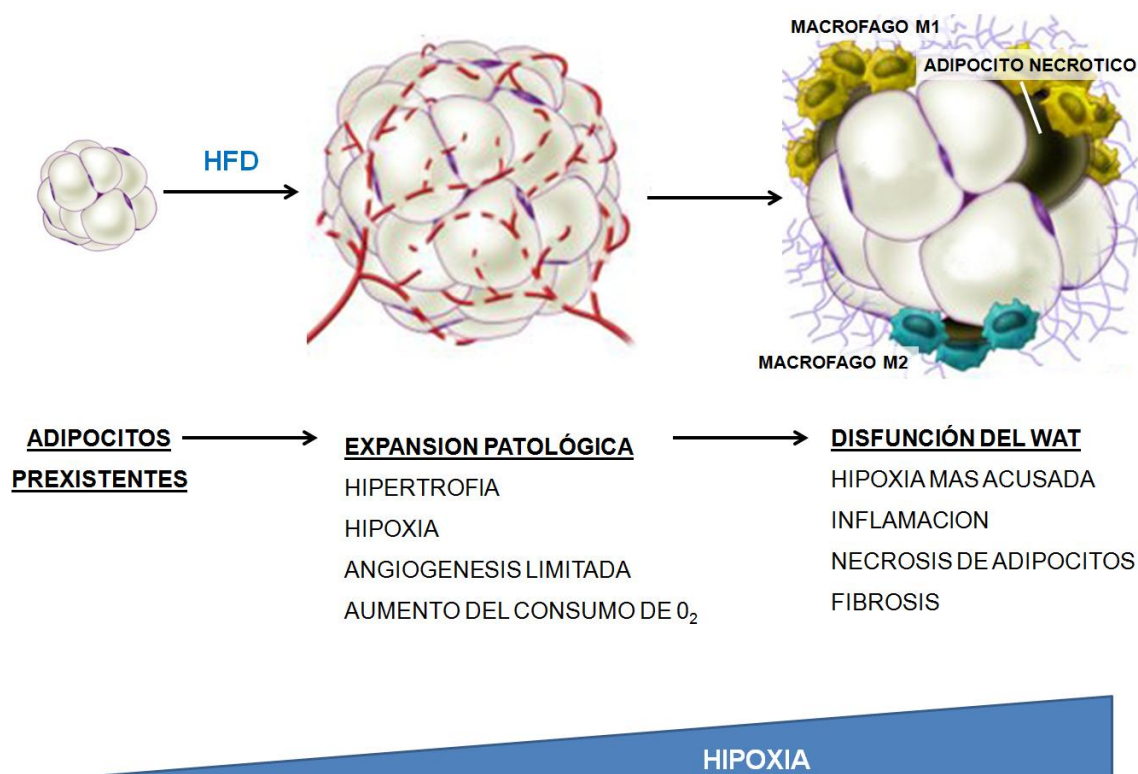 MACROFAGO M1
ADIPOCITO NECROTICO
HFD
MACROFAGO M2
ADIPOCITOS
PREXISTENTES
EXPANSION PATOLÓGICA
HIPERTROFIA
HIPOXIA
ANGIOGENESIS LIMITADA
AUMENTO DEL CONSUMO DE 0₂
DISFUNCIÓN DEL WAT
HIPOXIA MAS ACUSADA
INFLAMACION
NECROSIS DE ADIPOCITOS
FIBROSIS
HIPOXIA